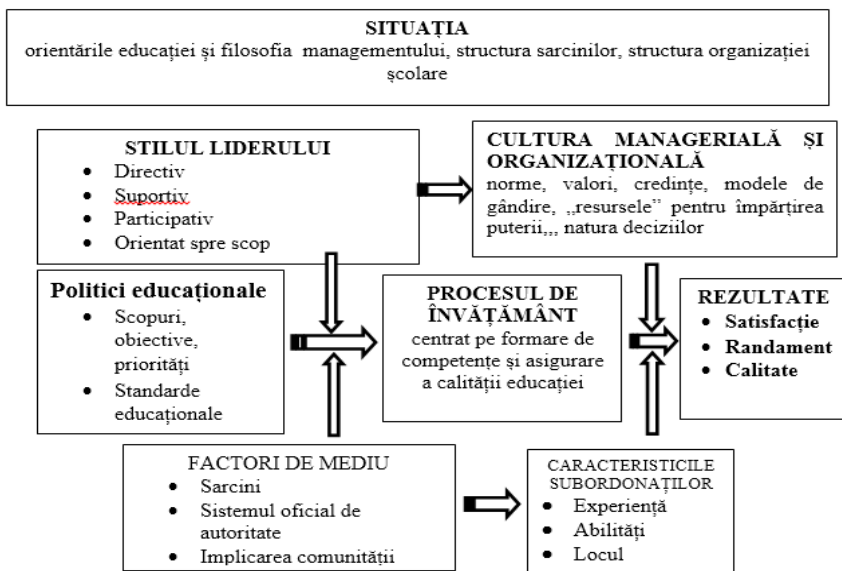 SITUAȚIA
orientările educației și filosofia managementului, structura sarcinilor, structura organizației
școlare
STILUL LIDERULUI
• Directiv
• Suportiv
• Participativ
• Orientat spre scop
CULTURA MANAGERIALĂ ȘI
ORGANIZAȚIONALĂ
norme, valori, credințe, modele de
gândire, „resursele” pentru împărțirea
puterii,,, natura deciziilor
Politici educaționale
• Scopuri,
obiective,
priorități
• Standarde
educaționale
PROCESUL DE
ÎNVĂȚĂMÂNT
centrat pe formare de
competențe și asigurare
a calității educației
REZULTATE
• Satisfacție
• Randament
• Calitate
FACTORI DE MEDIU
• Sarcini
• Sistemul oficial de
autoritate
• Implicarea comunității
CARACTERISTICILE
SUBORDONAȚILOR
• Experiență
• Abilități
• Locul